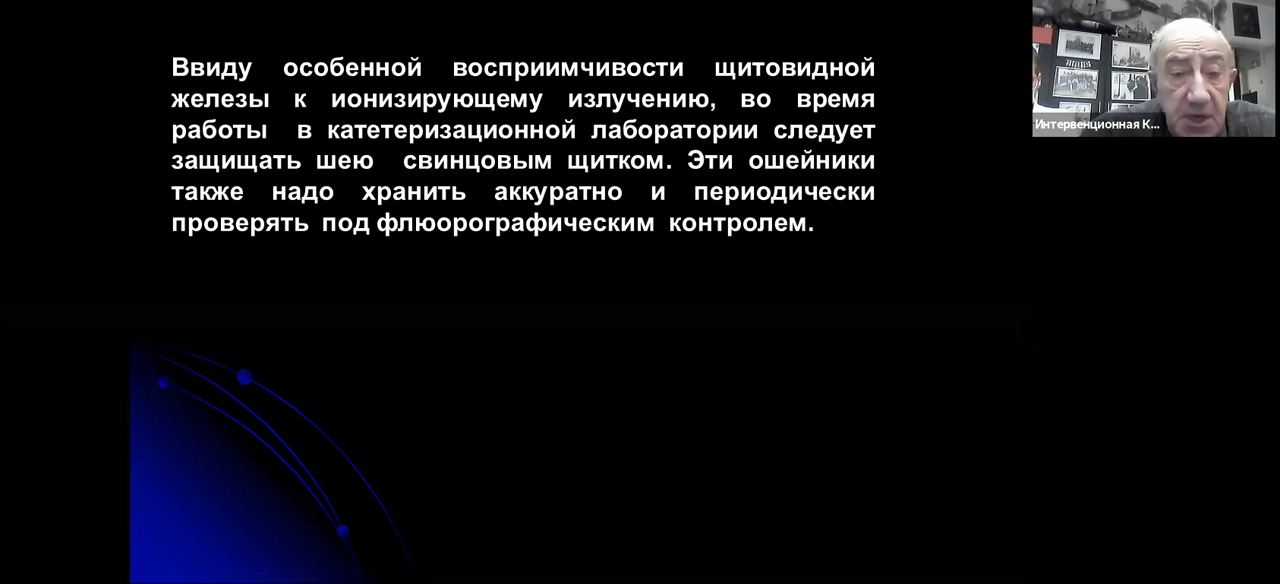 Ввиду особенной восприимчивости щитовидной
железы к ионизирующему излучению, во время
работы в катетеризационной лаборатории следует
защищать шею свинцовым щитком. Эти ошейники
также надо хранить аккуратно и периодически
проверять под флюорографическим контролем.
Интервенционная К...